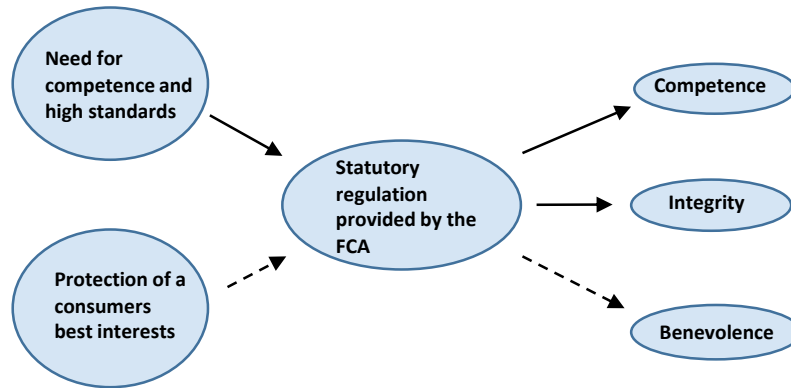 Need for
competence and
high standards
Protection of a
consumers
best interests
Statutory
regulation
provided by the
FCA
Competence
Integrity
Benevolence